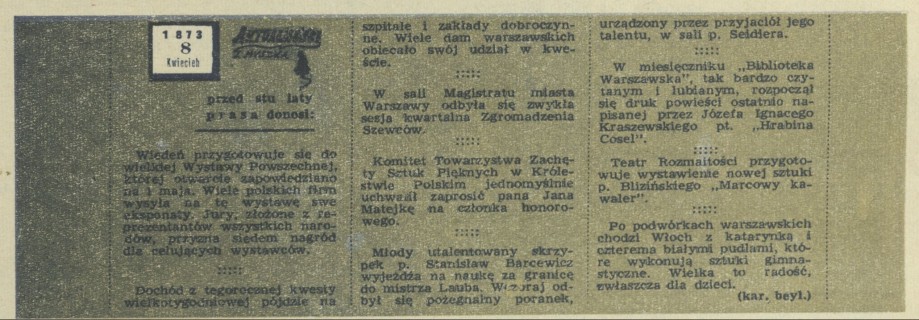 1873
8
Kwiecień
ANTOLOGIJKI
Z MYSZKĄ
przed stu laty
prasa donosi:
Wiedeń przygotowuje się do
wielkiej Wystawy Powszechnej,
której otwarcie zapowiedziano
na 1 maja. Wiele polskich firm
wysyła na tę wystawę swe
eksponaty. Jury, złożone z re-
prezentantów wszystkich naro-
dów, przyzna siedem nagród
dla celujących wystawców.
:::::
Dochód z tegorocznej kwesty
wielkotygodniowej pójdzie na
szpitale i zakłady dobroczyn-
ne. Wiele dam warszawskich
obiecało swój udział w kwe-
ście.
:::::
W sali Magistratu miasta
Warszawy odbyła się zwykła
sesja kwartalna Zgromadzenia
Szewców.
:::::
Komitet Towarzystwa Zachę-
ty Sztuk Pięknych w Króle-
stwie Polskim jednomyślnie
uchwalił zaprosić pana Jana
Matejkę na członka honoro-
wego.
:::::
Młody utalentowany skrzy-
pek p. Stanisław Barcewicz
wyjeżdża na naukę za granicę
do mistrza Lauba. Wczoraj od-
był się pożegnalny poranek,
urządzony przez przyjaciół jego
talentu, w sali p. Seidlera.
:::::
W miesięczniku „Biblioteka
Warszawska”, tak bardzo czy-
tanym i lubianym, rozpoczął
się druk powieści ostatnio na-
pisanej przez Józefa Ignacego
Kraszewskiego pt. „Hrabina
Cosel”.
:::::
Teatr Rozmaitości przygoto-
wuje wystawienie nowej sztuki
p. Blizińskiego „Marcowy ka-
waler”.
:::::
Po podwórkach warszawskich
chodzi Włoch z katarynką i
czterema białymi pudlami, któ-
re wykonują sztuki gimna-
styczne. Wielka to radość,
zwłaszcza dla dzieci.
(kar. beyl.)